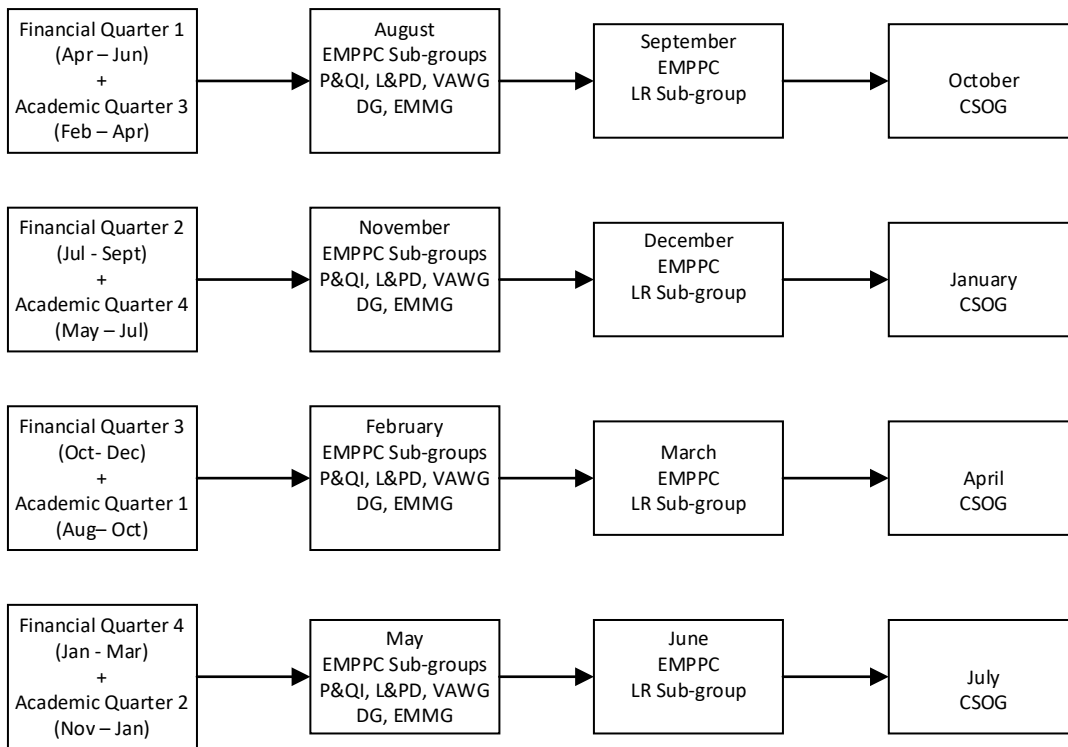 Financial Quarter 1
(Apr – Jun)
+
Academic Quarter 3
(Feb – Apr)
August
EMPPC Sub-groups
P&QI, L&PD, VAWG
DG, EMMG
September
EMPPC
LR Sub-group
October
CSOG
Financial Quarter 2
(Jul - Sept)
+
Academic Quarter 4
(May – Jul)
November
EMPPC Sub-groups
P&QI, L&PD, VAWG
DG, EMMG
December
EMPPC
LR Sub-group
January
CSOG
Financial Quarter 3
(Oct- Dec)
+
Academic Quarter 1
(Aug– Oct)
February
EMPPC Sub-groups
P&QI, L&PD, VAWG
DG, EMMG
March
EMPPC
LR Sub-group
April
CSOG
Financial Quarter 4
(Jan - Mar)
+
Academic Quarter 2
(Nov – Jan)
May
EMPPC Sub-groups
P&QI, L&PD, VAWG
DG, EMMG
June
EMPPC
LR Sub-group
July
CSOG